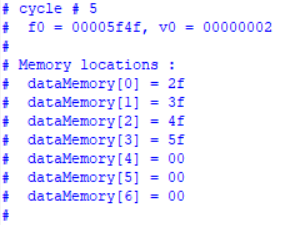 # cycle # 5
#  f0 = 00005f4f, v0 = 00000002
#
# Memory locations :
#  dataMemory[0] = 2f
#  dataMemory[1] = 3f
#  dataMemory[2] = 4f
#  dataMemory[3] = 5f
#  dataMemory[4] = 00
#  dataMemory[5] = 00
#  dataMemory[6] = 00
#